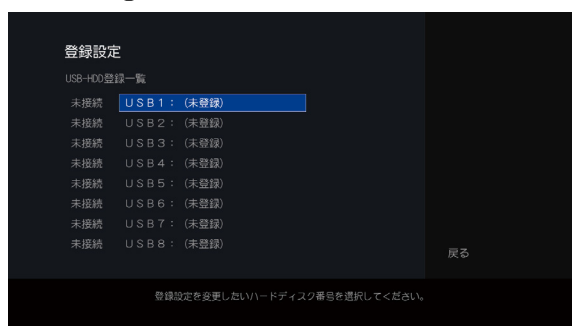 登録設定
USB-HDD登録一覧
未接続 ＵＳＢ１： (未登録)
未接続 ＵＳＢ２： (未登録)
未接続 ＵＳＢ３： (未登録)
未接続 ＵＳＢ４： (未登録)
未接続 ＵＳＢ５： (未登録)
未接続 ＵＳＢ６： (未登録)
未接続 ＵＳＢ７： (未登録)
未接続 ＵＳＢ８： (未登録)
戻る
登録設定を変更したいハードディスク番号を選択してください。